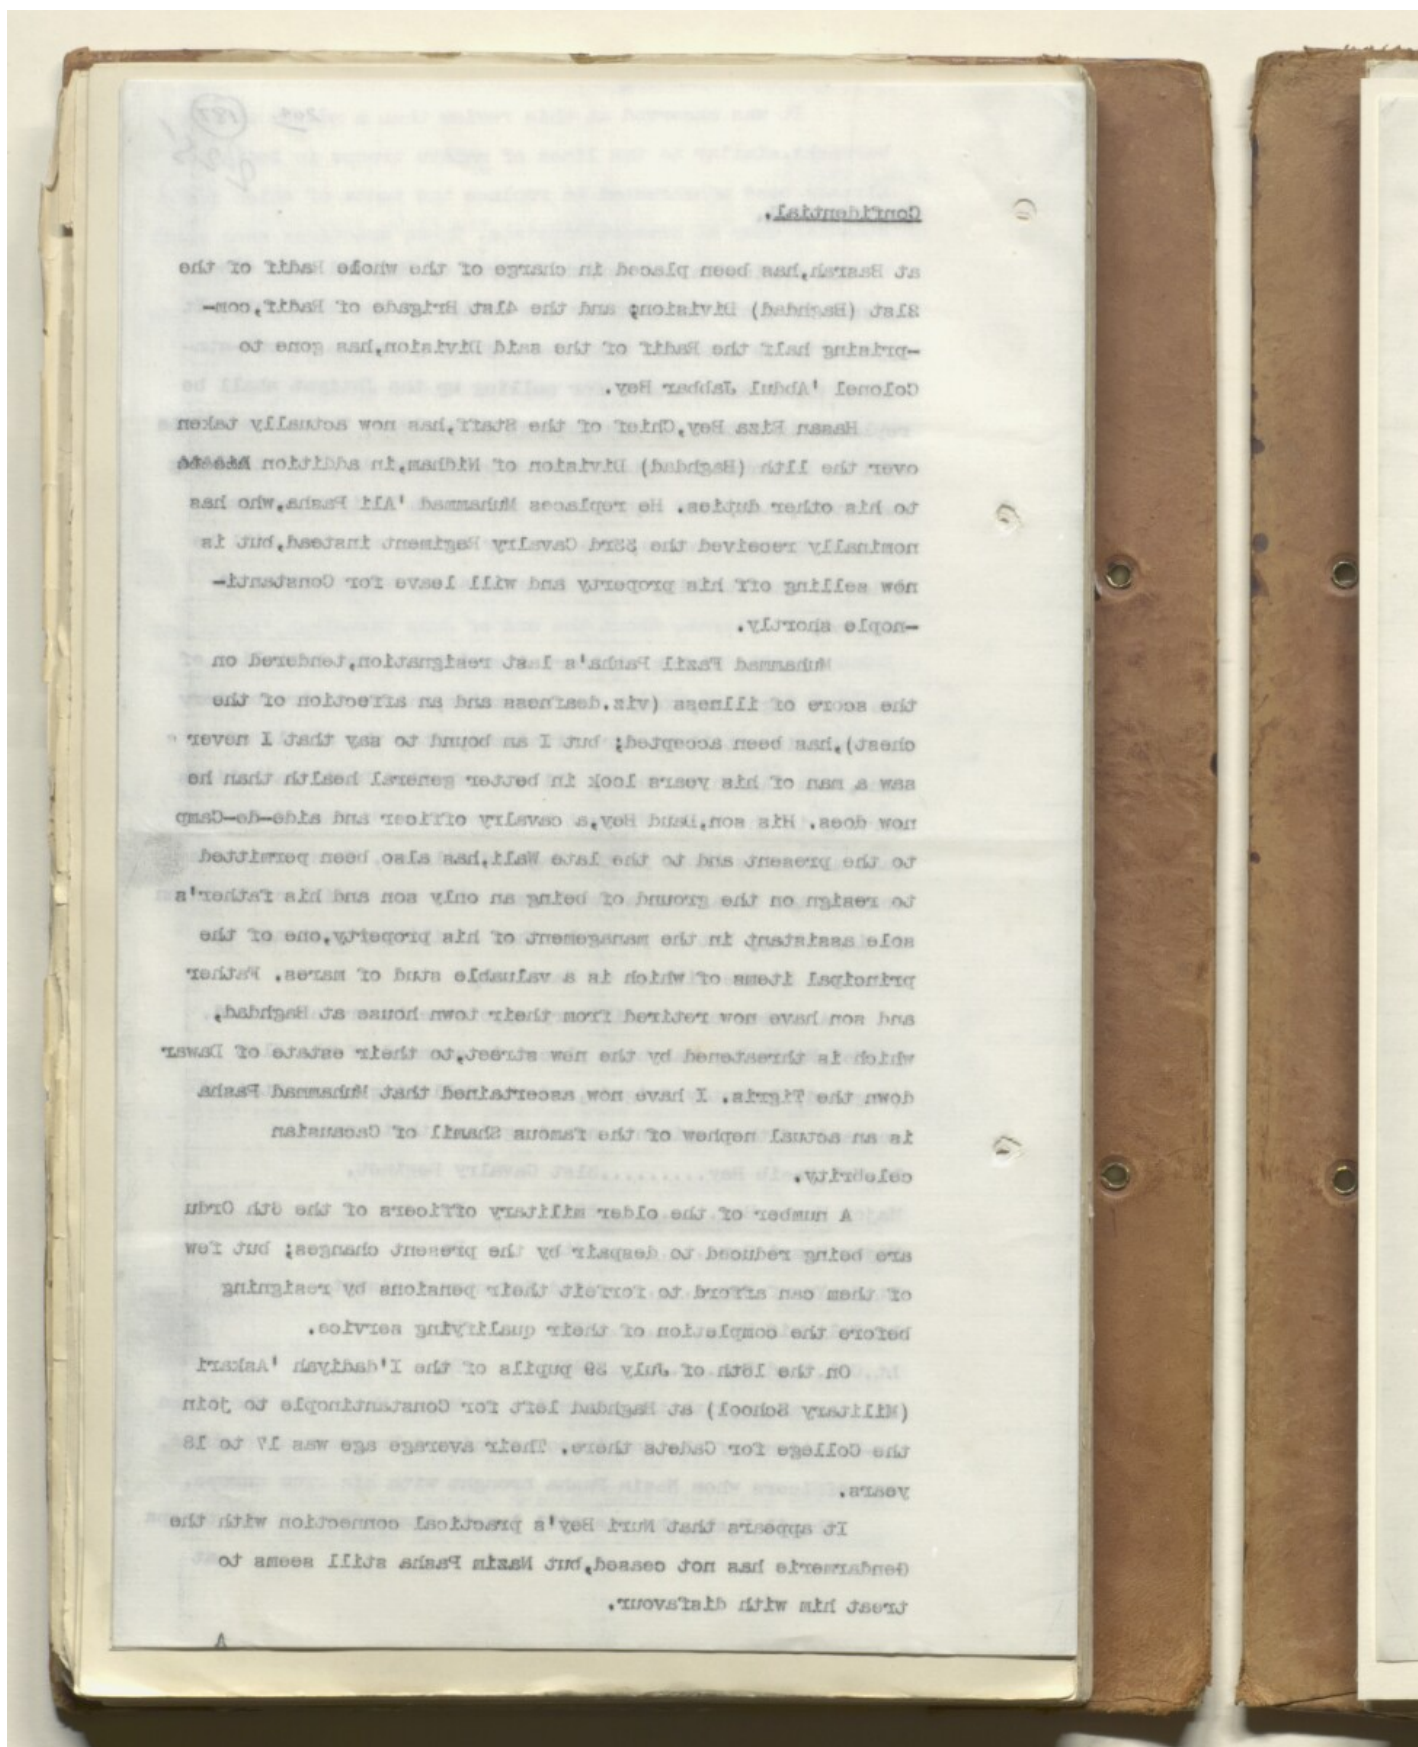 Confidential.
at Basrah,has been placed in charge of the whole Radif of the
21st (Baghdad) Division; and the 41st Brigade of Radif,com-
-prising half the Radif of the said Division,has gone to
Colonel 'Abdul Jabbar Bey.
Hasan Riza Bey,Chief of the Staff,has now actually taken
over the 11th (Baghdad) Division of Nidham,in addition
to his other duties. He replaces Muhammad 'Ali Pasha,who has
nominally received the 33rd Cavalry Regiment instead,but is
now selling off his property and will leave for Constanti-
-nople shortly.
Muhammad Fazil Pasha's last resignation,tendered on
the score of illness (viz.deafness and an affection of the
chest),has been accepted; but I am bound to say that I never
saw a man of his years look in better general health than he
now does. His son,Daud Bey,a cavalry officer and aide-de-Camp
to the present and to the late Wali,has also been permitted
to resign on the ground of being an only son and his father's
sole assistant in the management of his property,one of the
principal items of which is a valuable stud of mares. Father
and son have now retired from their town house at Baghdad,
which is threatened by the new street,to their estate of Dawar
down the Tigris. I have now ascertained that Muhammad Pasha
is an actual nephew of the famous Shamil of Caucasian
celebrity.
A number of the older military officers of the 6th Ordu
are being reduced to despair by the present changes; but few
of them can afford to forfeit their pensions by resigning
before the completion of their qualifying service.
On the 18th of July 39 pupils of the I'dadiyah 'Askari
(Military School) at Baghdad left for Constantinople to join
the College for Cadets there. Their average age was 17 to 18
years.
It appears that Nuri Bey's practical connection with the
Gendarmerie has not ceased,but Nazim Pasha still seems to
treat him with disfavour.
A